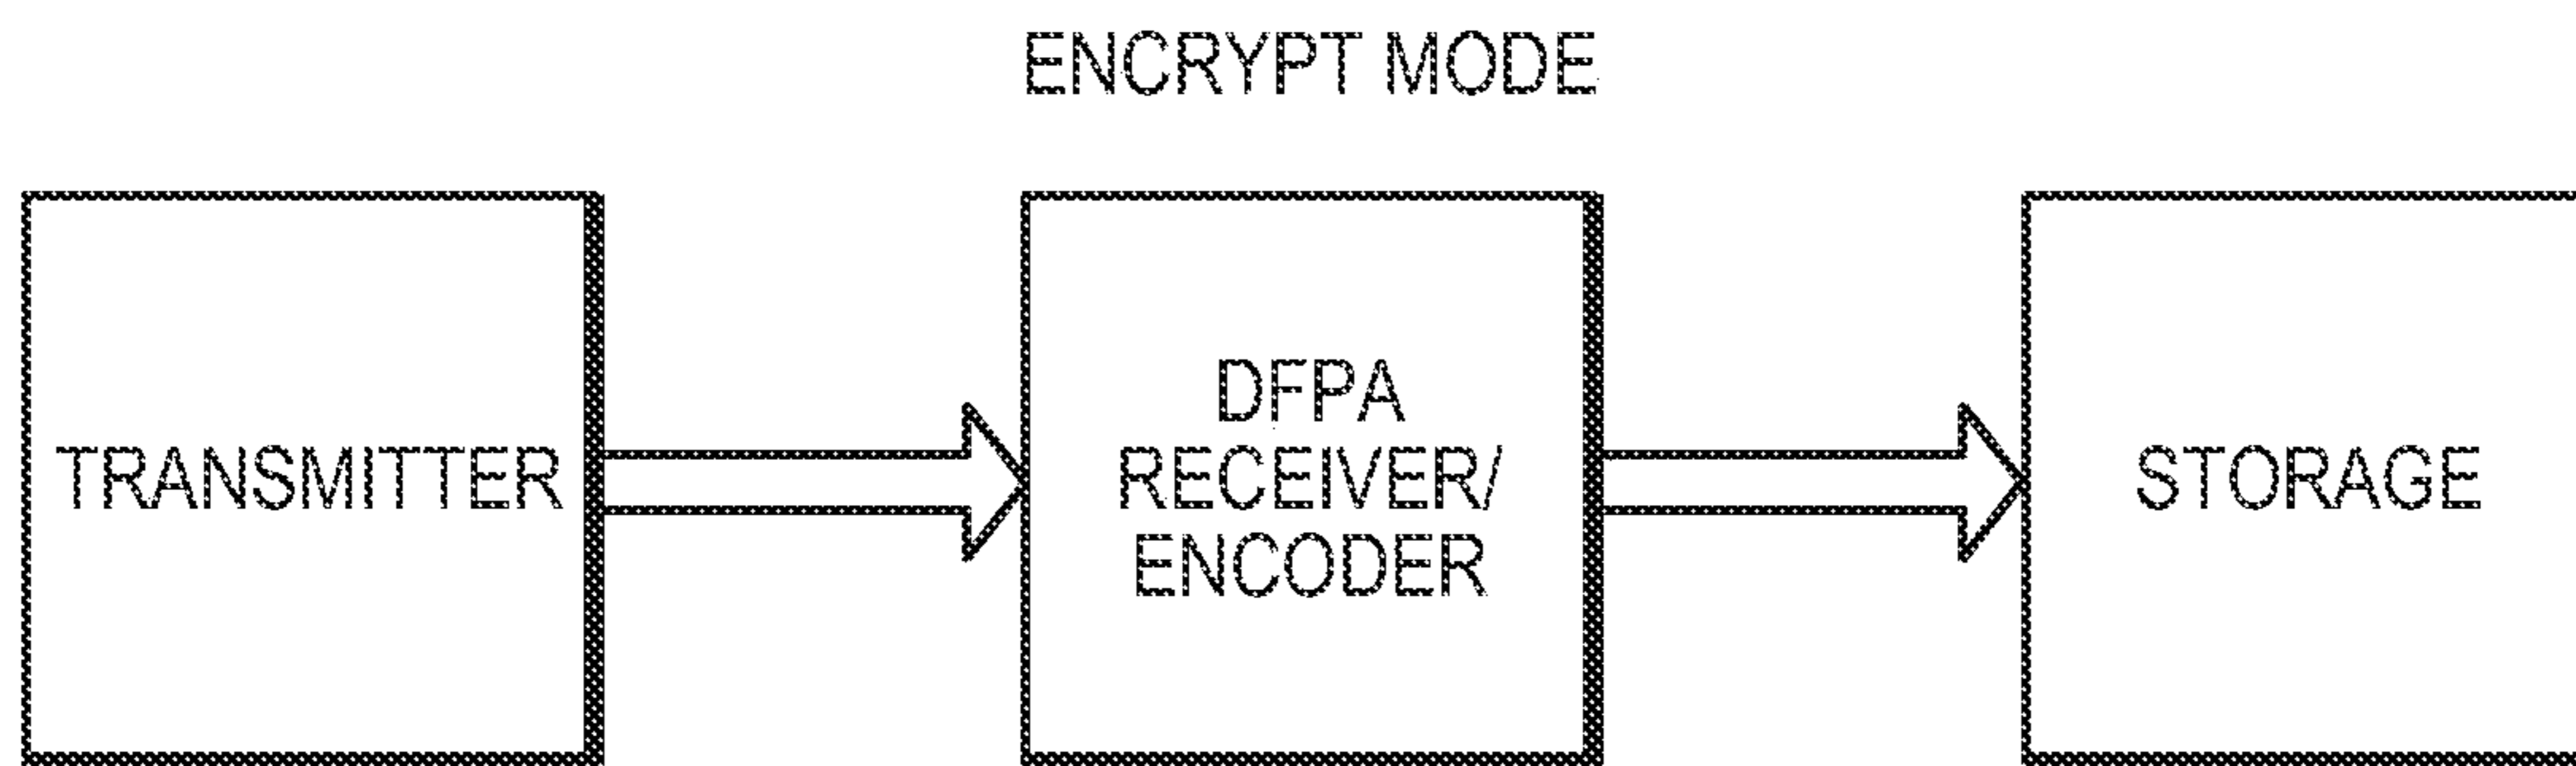 ENCRYPT MODE
TRANSMITTER
DFPA
RECEIVER/
ENCODER
STORAGE